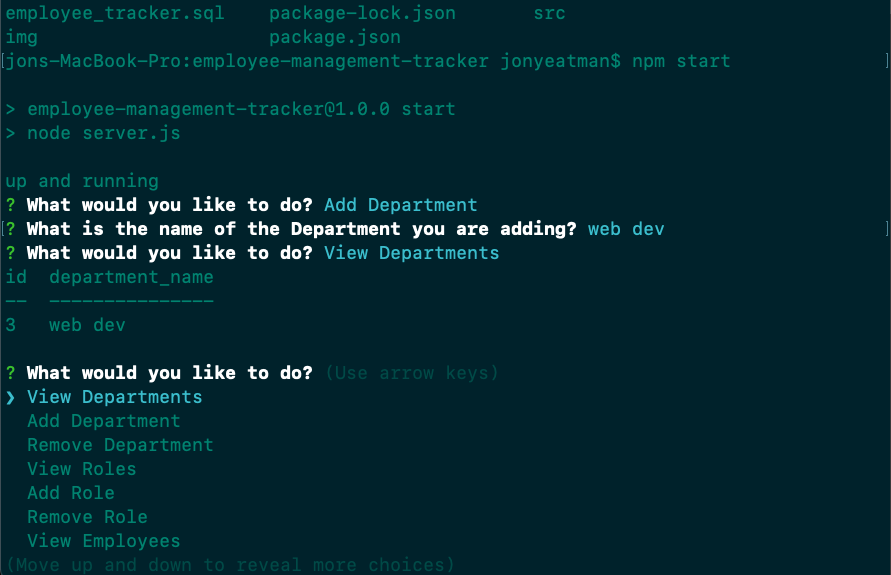 employee_tracker.sql    package-lock.json       src
img                     package.json
[jons-MacBook-Pro:employee-management-tracker jonyeatman$ npm start ]
> employee-management-tracker@1.0.0 start
> node server.js
up and running
? What would you like to do? Add Department
[? What is the name of the Department you are adding? web dev ]
? What would you like to do? View Departments
id  department_name
--  ---------------
3   web dev
? What would you like to do? (Use arrow keys)
❯ View Departments
  Add Department
  Remove Department
  View Roles
  Add Role
  Remove Role
  View Employees
(Move up and down to reveal more choices)